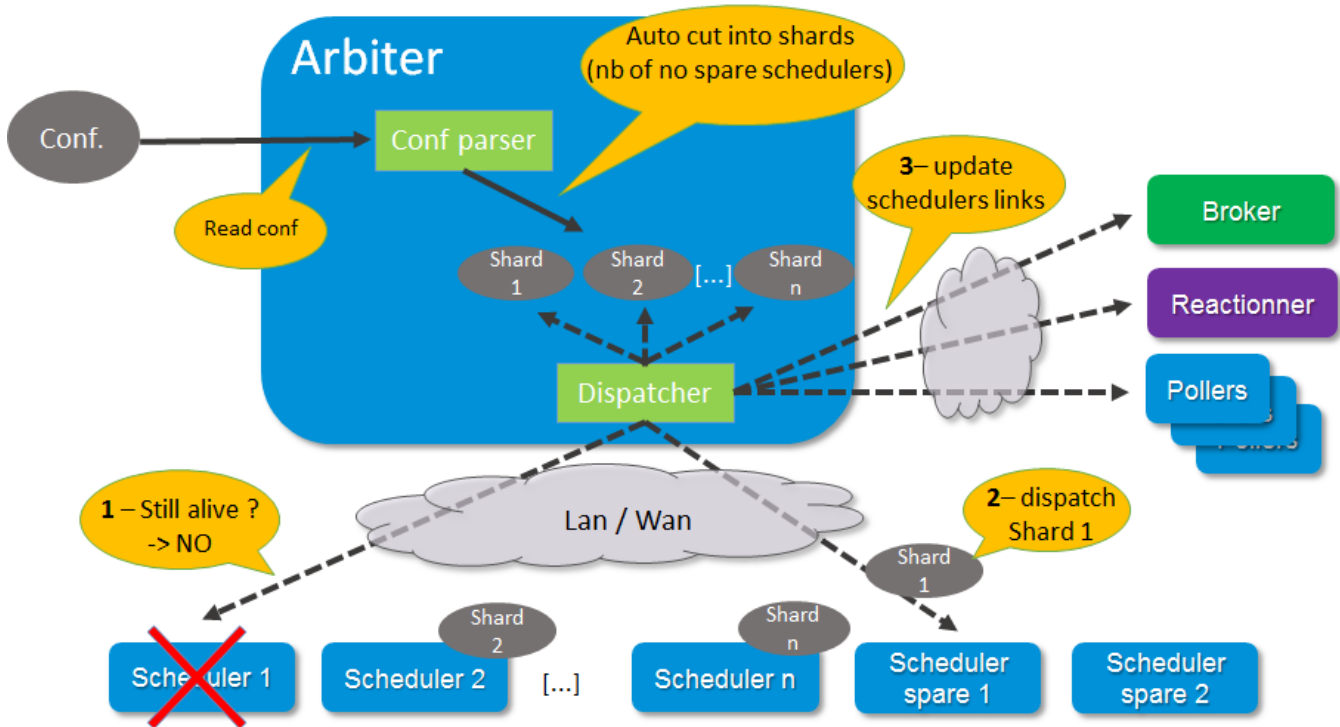 Arbiter
Auto cut into shards
(nb of no spare schedulers)
Conf.
Conf parser
Read conf
3– update
schedulers links
Broker
Shard
1
Shard
2
[...]
Shard
n
Reactionner
Dispatcher
Pollers
Pollers
1 – Still alive ?
-> NO
Lan / Wan
2– dispatch
Shard 1
Shard
1
Shard
2
Shard
n
Scheduler 1
Scheduler 2
[...]
Scheduler n
Scheduler
spare 1
Scheduler
spare 2